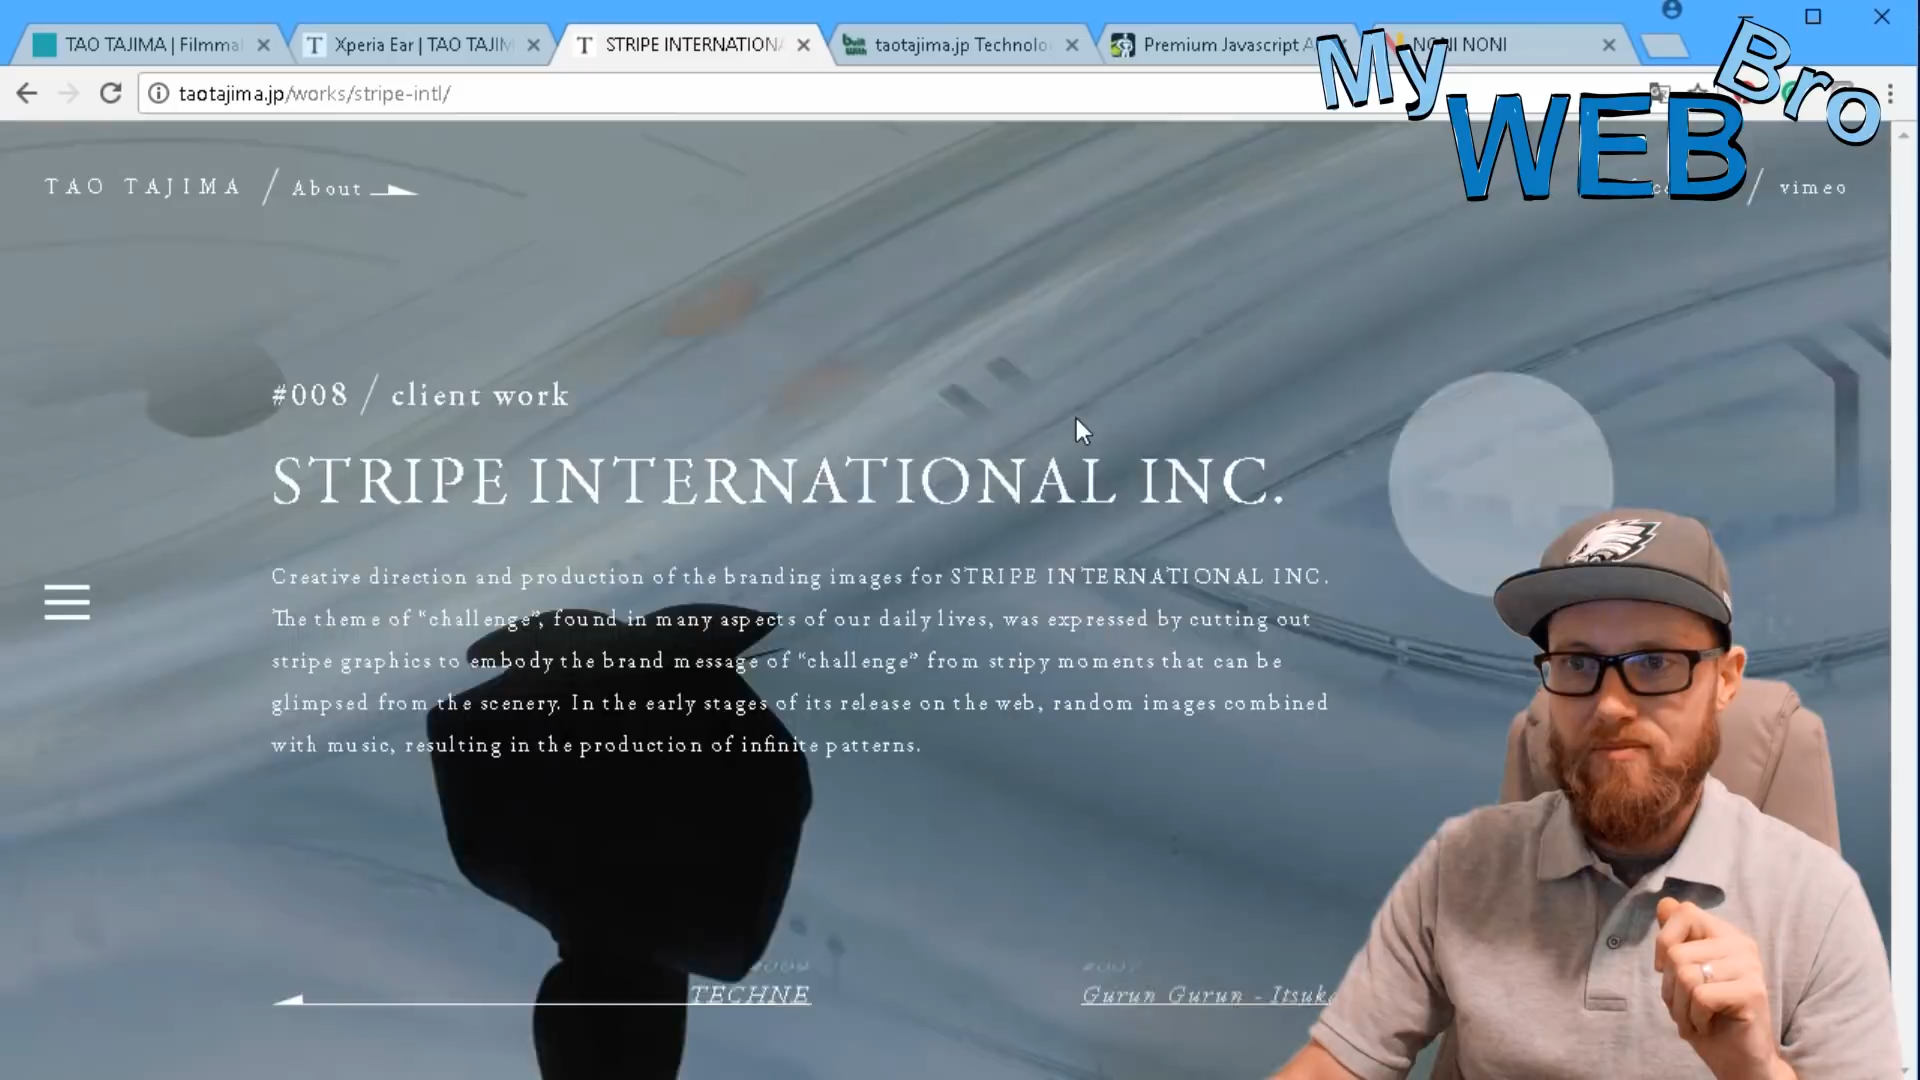 TAO TAJIMA | Filmma
Xperia Ear | TAO TAJIM
STRIPE INTERNATIONA
taotajima.jp Technolo
Premium Javascript A
NONI NONI
taotajima.jp/works/stripe-intl/
My WEB Bro
TAO TAJIMA / About
/ vimeo
#008 / client work
STRIPE INTERNATIONAL INC.
Creative direction and production of the branding images for STRIPE INTERNATIONAL INC.
The theme of “challenge”, found in many aspects of our daily lives, was expressed by cutting out
stripe graphics to embody the brand message of “challenge” from stripy moments that can be
glimpsed from the scenery. In the early stages of its release on the web, random images combined
with music, resulting in the production of infinite patterns.
#009
TECHNE
#007
Gurun Gurun - Itsuka